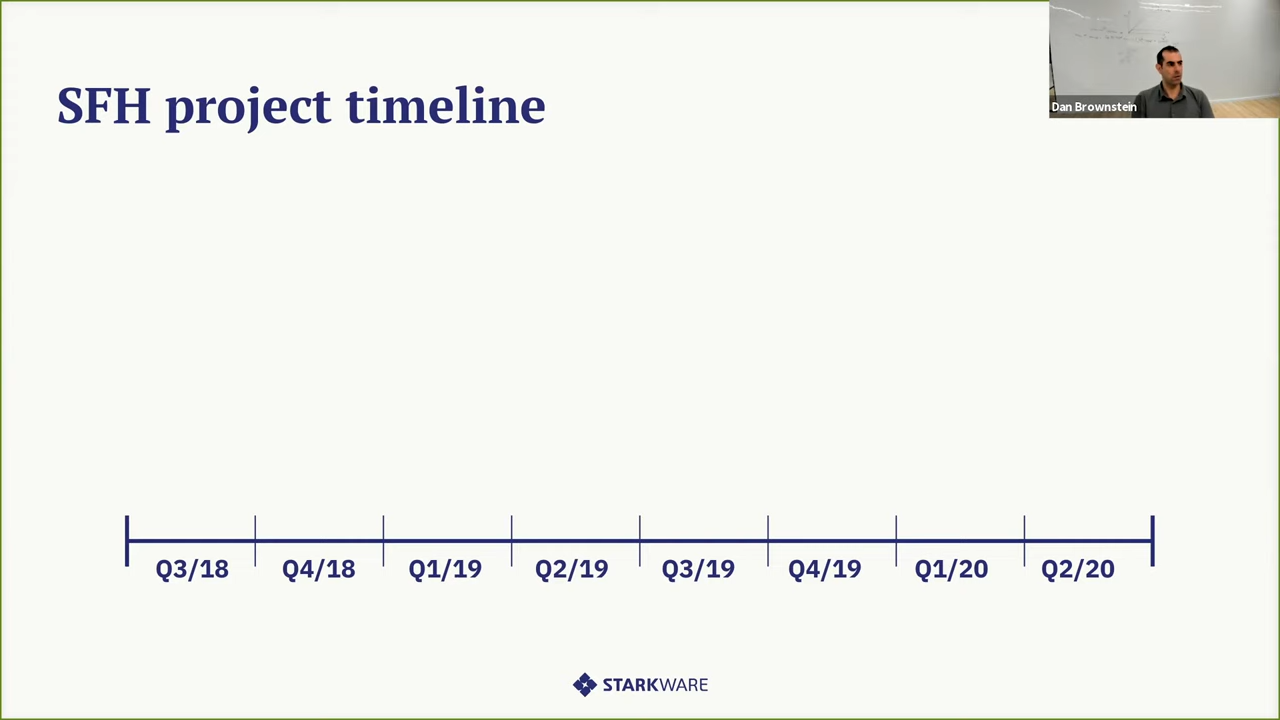 SFH project timeline
Dan Brownstein
Q3/18 Q4/18 Q1/19 Q2/19 Q3/19 Q4/19 Q1/20 Q2/20
STARKWARE